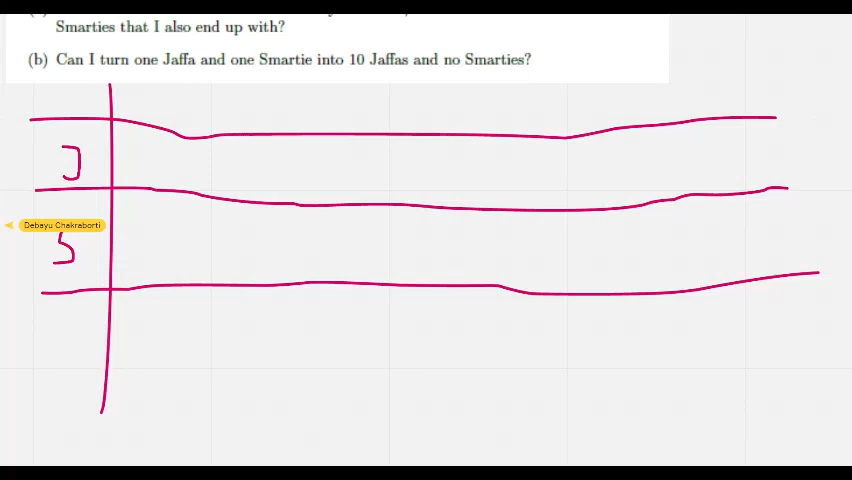 Smarties that I also end up with?
(b) Can I turn one Jaffa and one Smartie into 10 Jaffas and no Smarties?
J
Debayu Chakraborti
S